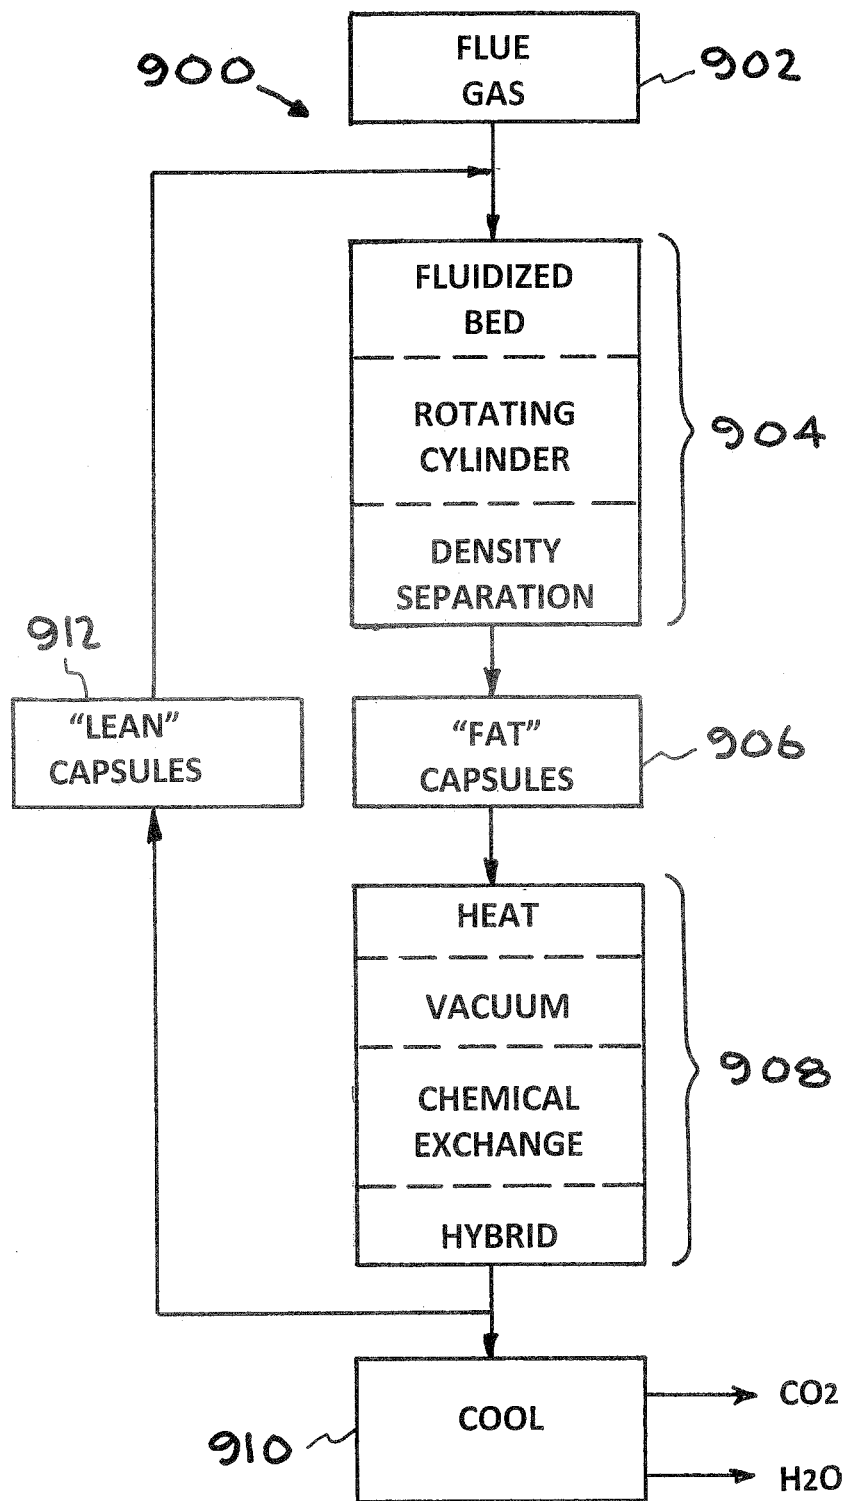 FLUE
GAS
900
902
FLUIDIZED
BED
ROTATING
CYLINDER
904
DENSITY
SEPARATION
912
"LEAN"
CAPSULES
"FAT"
CAPSULES
906
HEAT
VACUUM
CHEMICAL
EXCHANGE
908
HYBRID
COOL
910
CO2
H2O